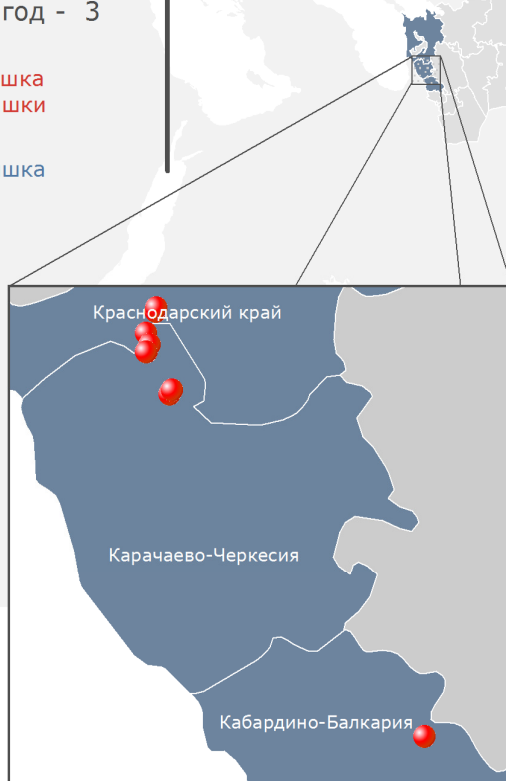 год - 3
шка
шки
шка
Краснодарский край
Карачаево-Черкесия
Кабардино-Балкария